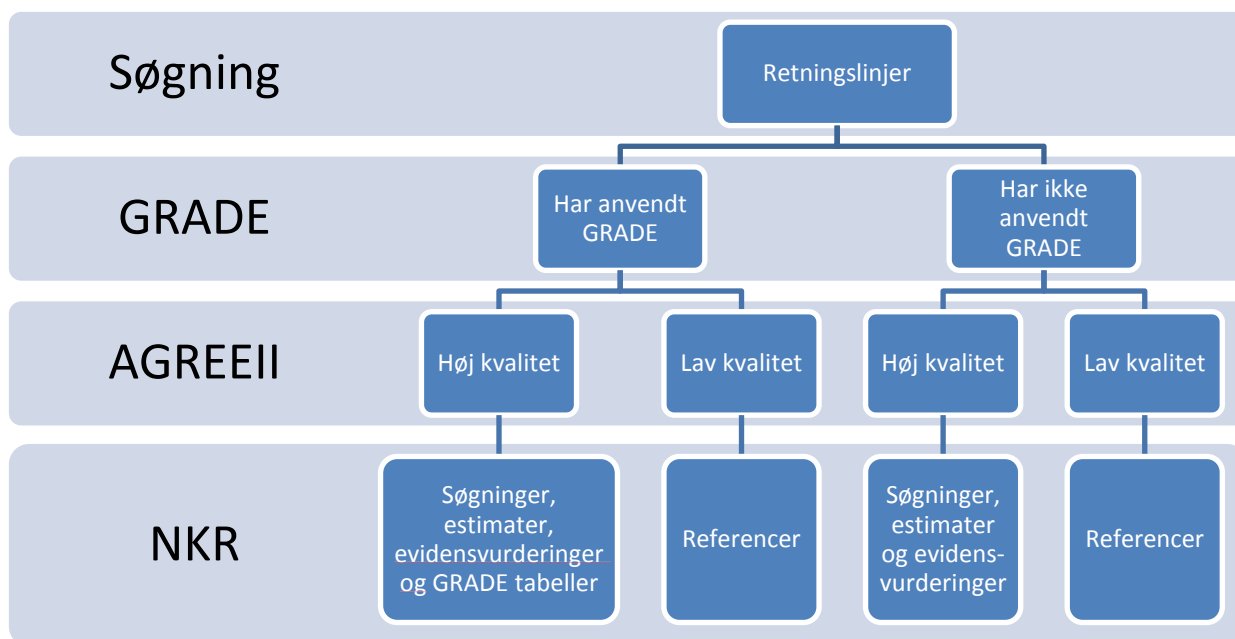 Søgning
Retningslinjer
GRADE
Har anvendt
GRADE
Har ikke
anvendt
GRADE
AGREEII
Høj kvalitet
Lav kvalitet
Høj kvalitet
Lav kvalitet
NKR
Søgninger,
estimater,
evidensvurderinger
og GRADE tabeller
Referencer
Søgninger,
estimater
og evidens-
vurderinger
Referencer